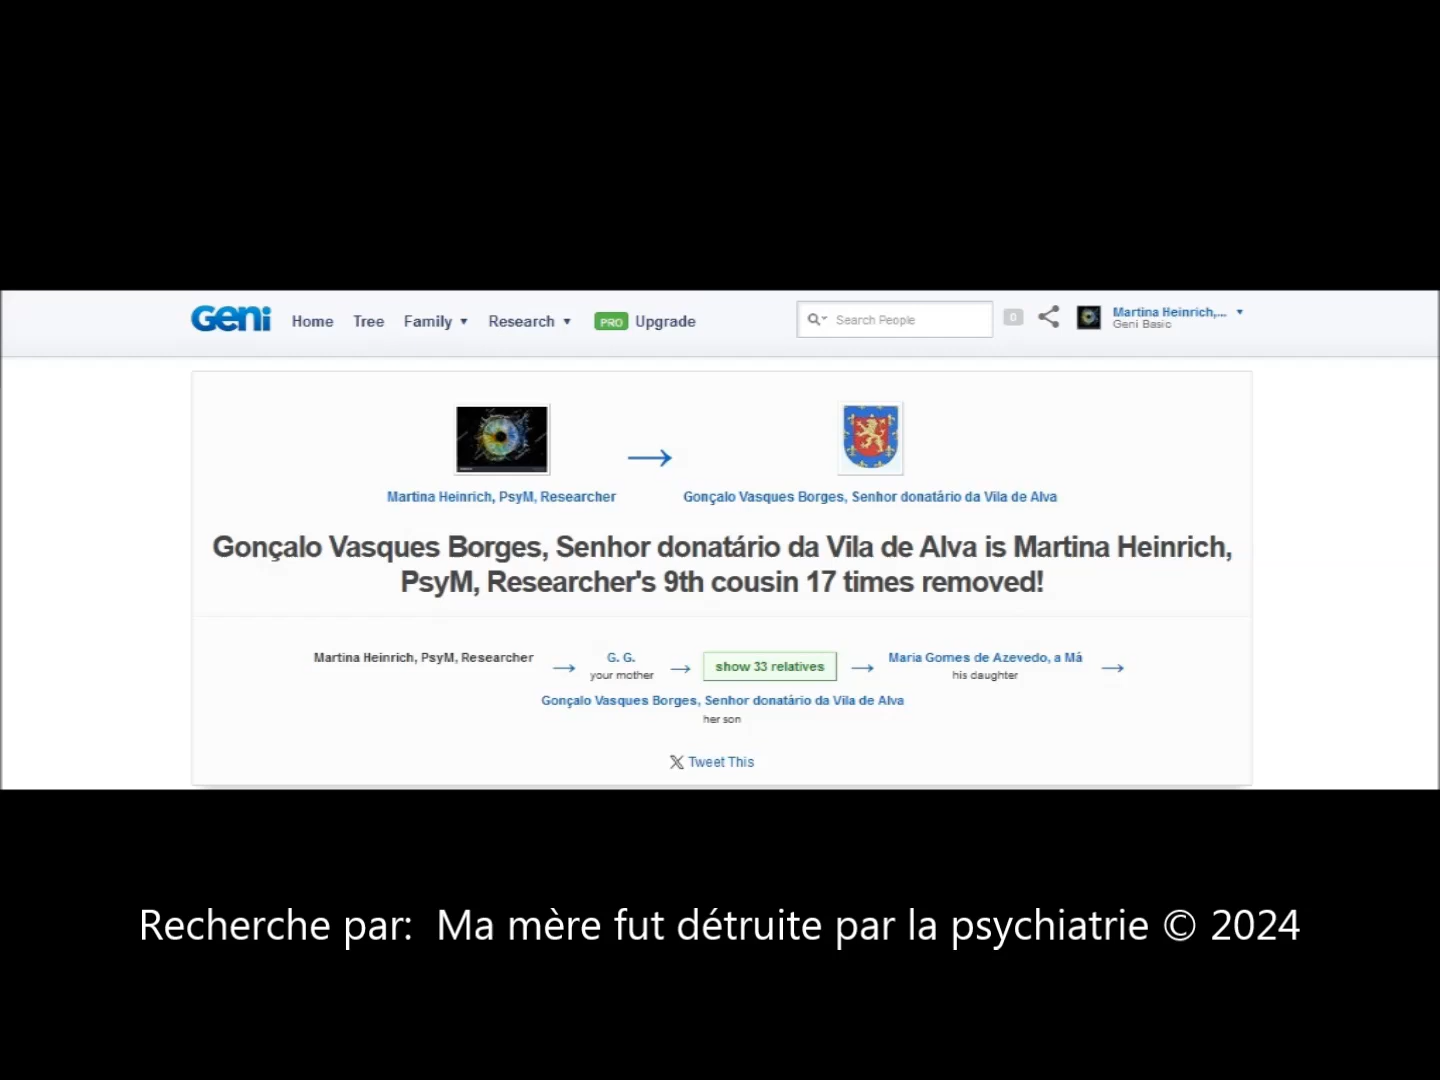 Geni Home Tree Family Research PRO Upgrade Search People 0 Martina Heinrich,...
Geni Basic
Martina Heinrich, PsyM, Researcher Gonçalo Vasques Borges, Senhor donatário da Vila de Alva
Gonçalo Vasques Borges, Senhor donatário da Vila de Alva is Martina Heinrich,
PsyM, Researcher's 9th cousin 17 times removed!
Martina Heinrich, PsyM, Researcher → G. G. → show 33 relatives → Maria Gomes de Azevedo, a Má →
your mother his daughter
Gonçalo Vasques Borges, Senhor donatário da Vila de Alva
her son
X Tweet This
Recherche par: Ma mère fut détruite par la psychiatrie © 2024